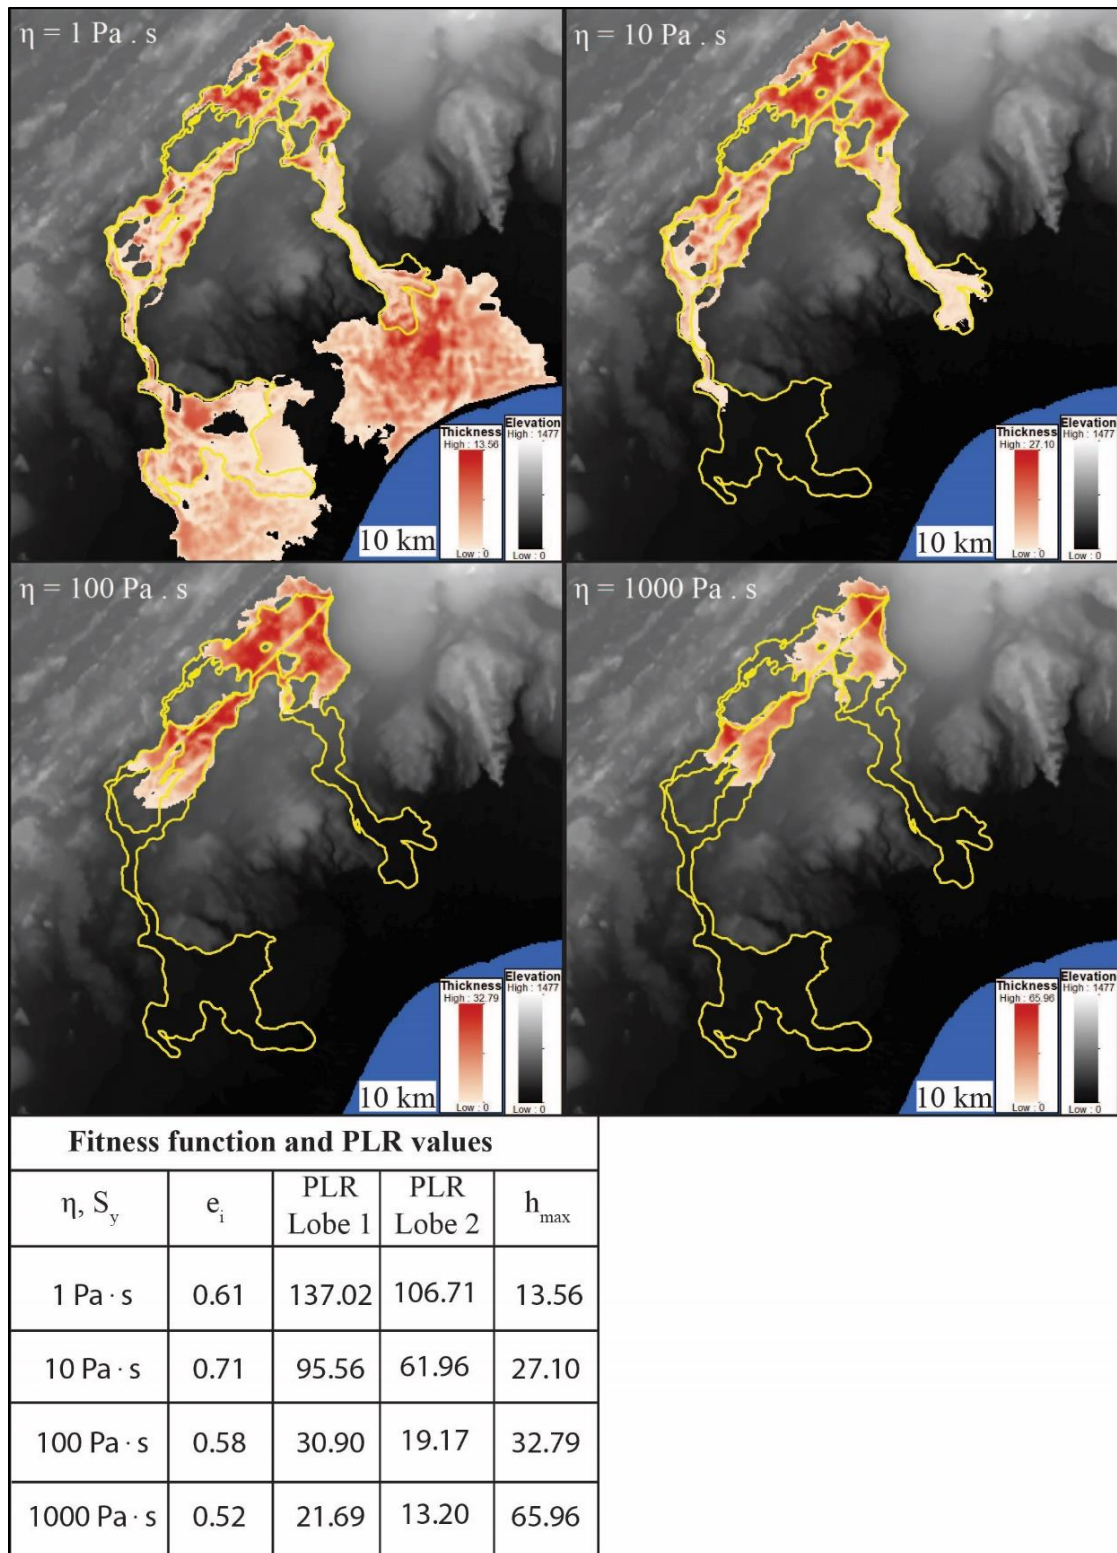 η = 1 Pa . s
Thickness
High : 13.56
Low : 0
Elevation
High : 1477
Low : 0
10 km
η = 10 Pa . s
Thickness
High : 27.10
Low : 0
Elevation
High : 1477
Low : 0
10 km
η = 100 Pa . s
Thickness
High : 32.79
Low : 0
Elevation
High : 1477
Low : 0
10 km
η = 1000 Pa . s
Thickness
High : 65.96
Low : 0
Elevation
High : 1477
Low : 0
10 km
Fitness function and PLR values
η, Sy ei PLR Lobe 1 PLR Lobe 2 hmax
1 Pa · s 0.61 137.02 106.71 13.56
10 Pa · s 0.71 95.56 61.96 27.10
100 Pa · s 0.58 30.90 19.17 32.79
1000 Pa · s 0.52 21.69 13.20 65.96